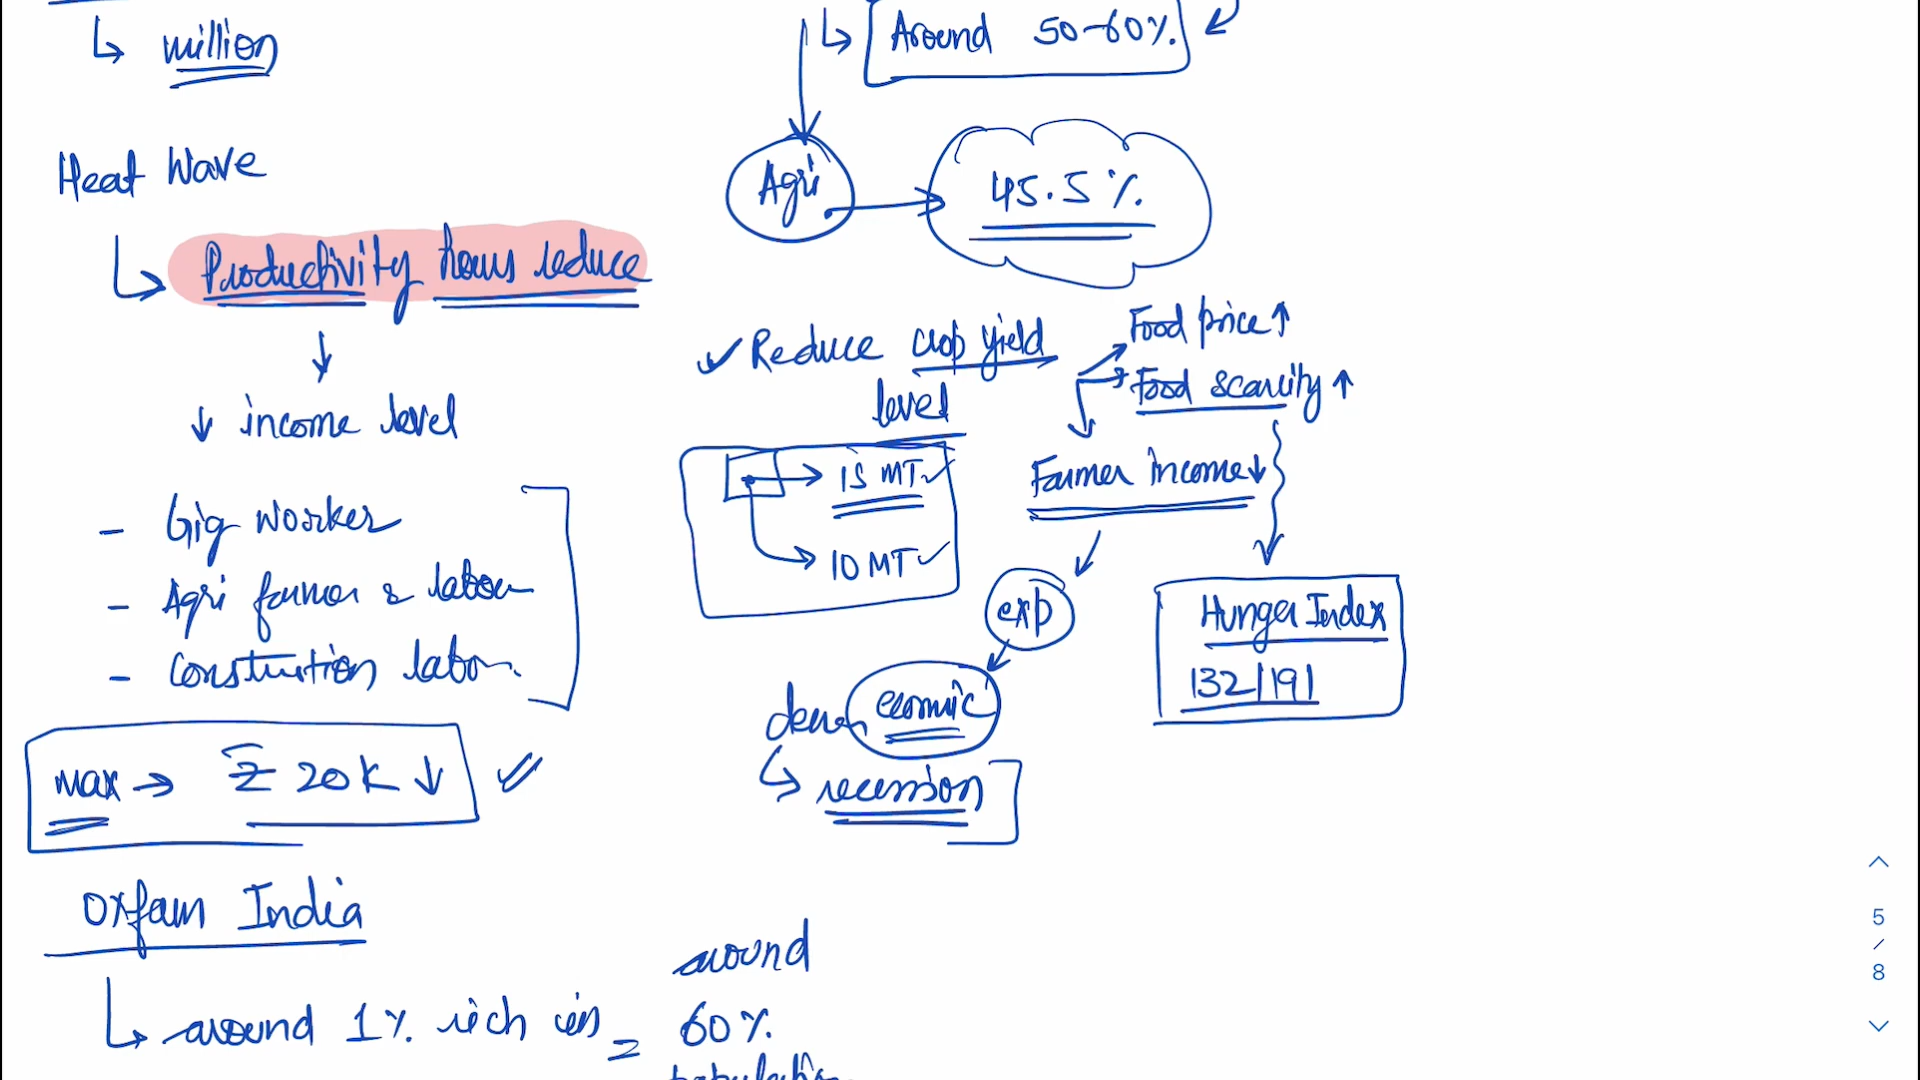 ↳ million
Heat Wave
↳ Productivity hours reduce
↓
↓ income level
- Gig worker
- Agri farmer & labour
- Construction labour.
max → ₹ 20K ↓
Oxfam India
↳ around 1% rich in =
around
60%
population
↳ Around 50-60%.
Agri → 45.5%.
✓ Reduce crop yield
level
→ 15 MT ✓
→ 10 MT ✓
Food price ↑
Food scarcity ↑
Farmer income ↓
exp
economic
↳ recession
Hunger Index
132/191
5
/
8